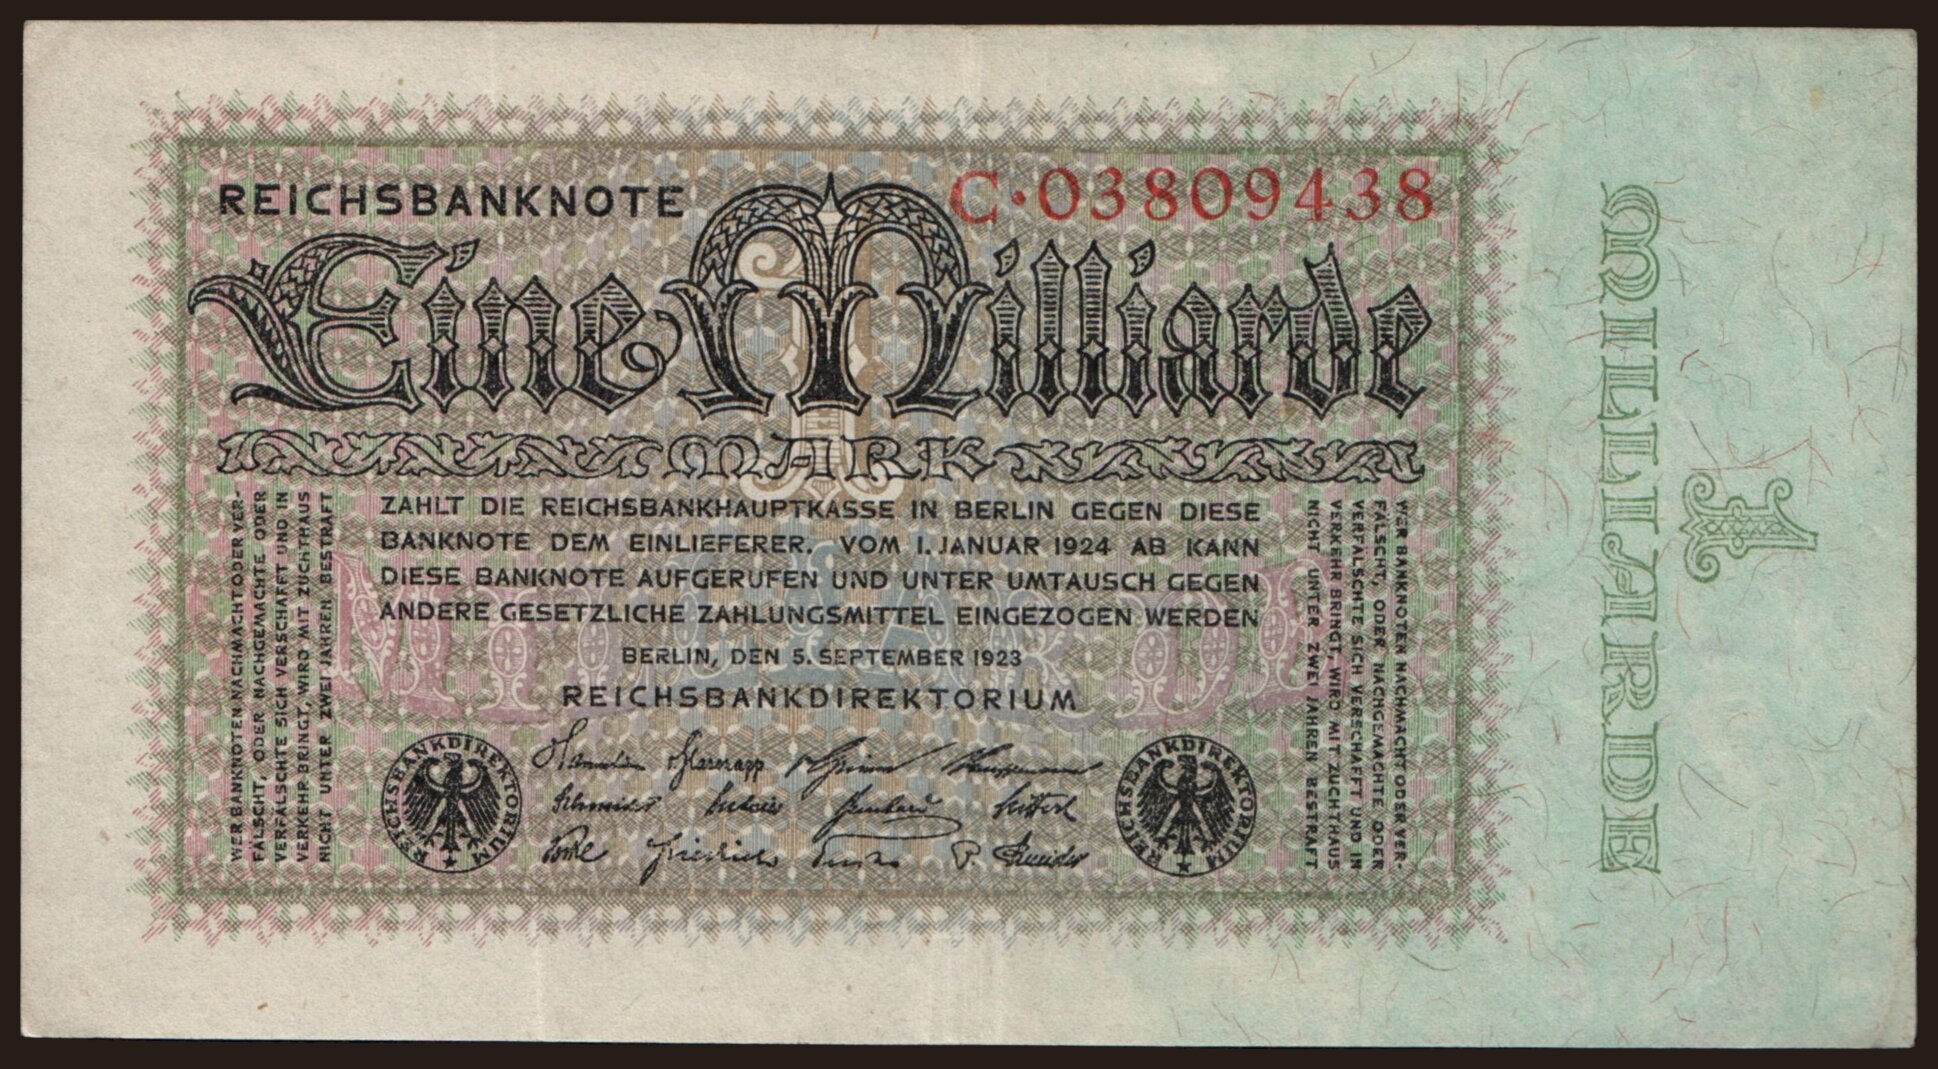 REICHSBANKNOTE
C·03809438
Eine Milliarde
MARK
ZAHLT DIE REICHSBANKHAUPTKASSE IN BERLIN GEGEN DIESE
BANKNOTE DEM EINLIEFERER. VOM 1. JANUAR 1924 AB KANN
DIESE BANKNOTE AUFGERUFEN UND UNTER UMTAUSCH GEGEN
ANDERE GESETZLICHE ZAHLUNGSMITTEL EINGEZOGEN WERDEN
BERLIN, DEN 5. SEPTEMBER 1923
REICHSBANKDIREKTORIUM
WER BANKNOTEN NACHMACHT ODER VER-
FÄLSCHT, ODER NACHGEMACHTE ODER
VERFÄLSCHTE SICH VERSCHAFFT UND IN
VERKEHR BRINGT, WIRD MIT ZUCHTHAUS
NICHT UNTER ZWEI JAHREN BESTRAFT
WER BANKNOTEN NACHMACHT ODER VER-
FÄLSCHT, ODER NACHGEMACHTE ODER
VERFÄLSCHTE SICH VERSCHAFFT UND IN
VERKEHR BRINGT, WIRD MIT ZUCHTHAUS
NICHT UNTER ZWEI JAHREN BESTRAFT
1
MILLIARDE
REICHSBANKDIREKTORIUM
REICHSBANKDIREKTORIUM
Schneider
MILLIARDE
1